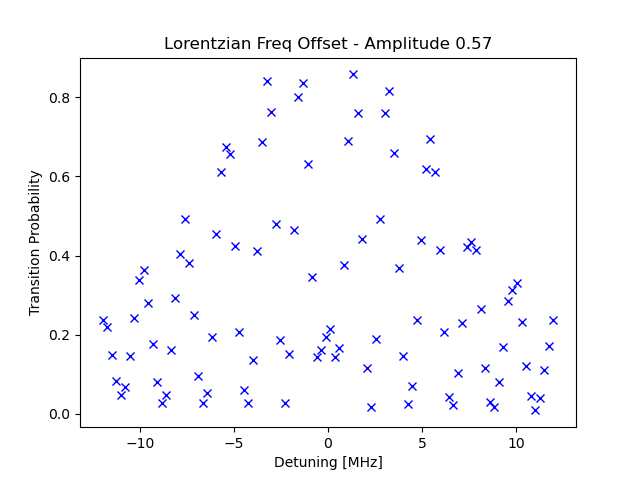 Lorentzian Freq Offset - Amplitude 0.57
Transition Probability
0.8
0.6
0.4
0.2
0.0
−10 −5 0 5 10
Detuning [MHz]